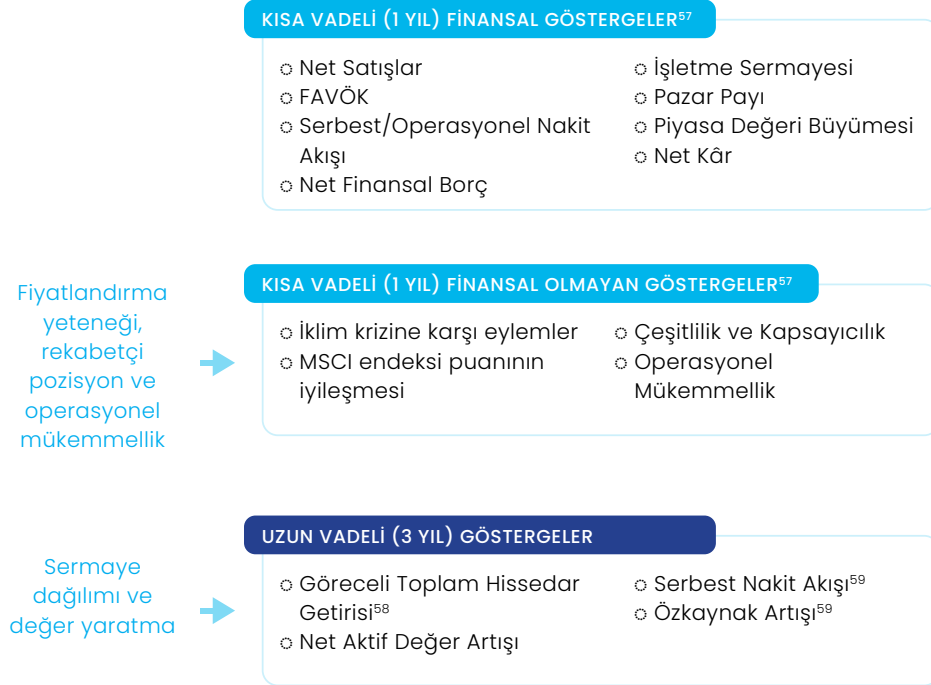 KISA VADELİ (1 YIL) FİNANSAL GÖSTERGELER⁵⁷
Net Satışlar
FAVÖK
Serbest/Operasyonel Nakit
Akışı
Net Finansal Borç
İşletme Sermayesi
Pazar Payı
Piyasa Değeri Büyümesi
Net Kâr
Fiyatlandırma
yeteneği,
rekabetçi
pozisyon ve
operasyonel
mükemmellik
KISA VADELİ (1 YIL) FİNANSAL OLMAYAN GÖSTERGELER⁵⁷
İklim krizine karşı eylemler
MSCI endeksi puanının
iyileşmesi
Çeşitlilik ve Kapsayıcılık
Operasyonel
Mükemmellik
Sermaye
dağılımı ve
değer yaratma
UZUN VADELİ (3 YIL) GÖSTERGELER
Göreceli Toplam Hissedar
Getirisi⁵⁸
Net Aktif Değer Artışı
Serbest Nakit Akışı⁵⁹
Özkaynak Artışı⁵⁹